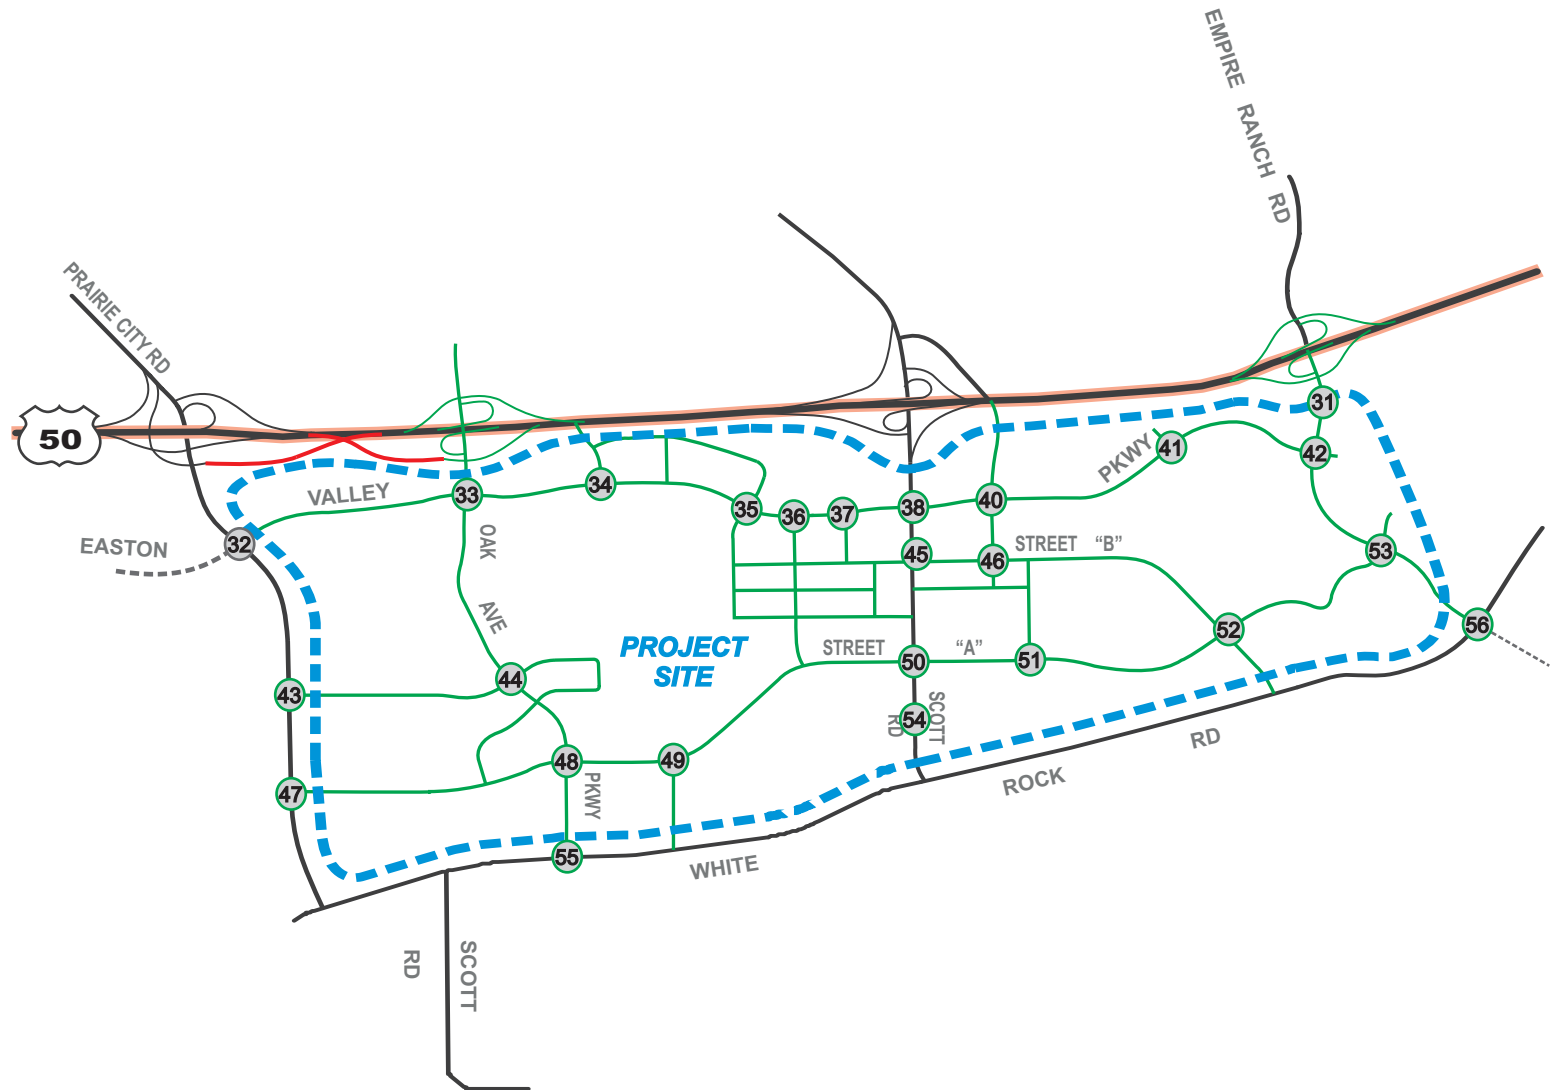 EMPIRE RANCH RD
PRAIRIE CITY RD
50
31
PKWY
41
42
VALLEY
33
34
35
36
37
38
40
OAK
32
EASTON
45
46
STREET "B"
53
AVE
56
52
PROJECT
SITE
STREET
50
"A"
51
44
43
SCOTT
RD
54
RD
48
49
PKWY
47
ROCK
55
WHITE
SCOTT
RD